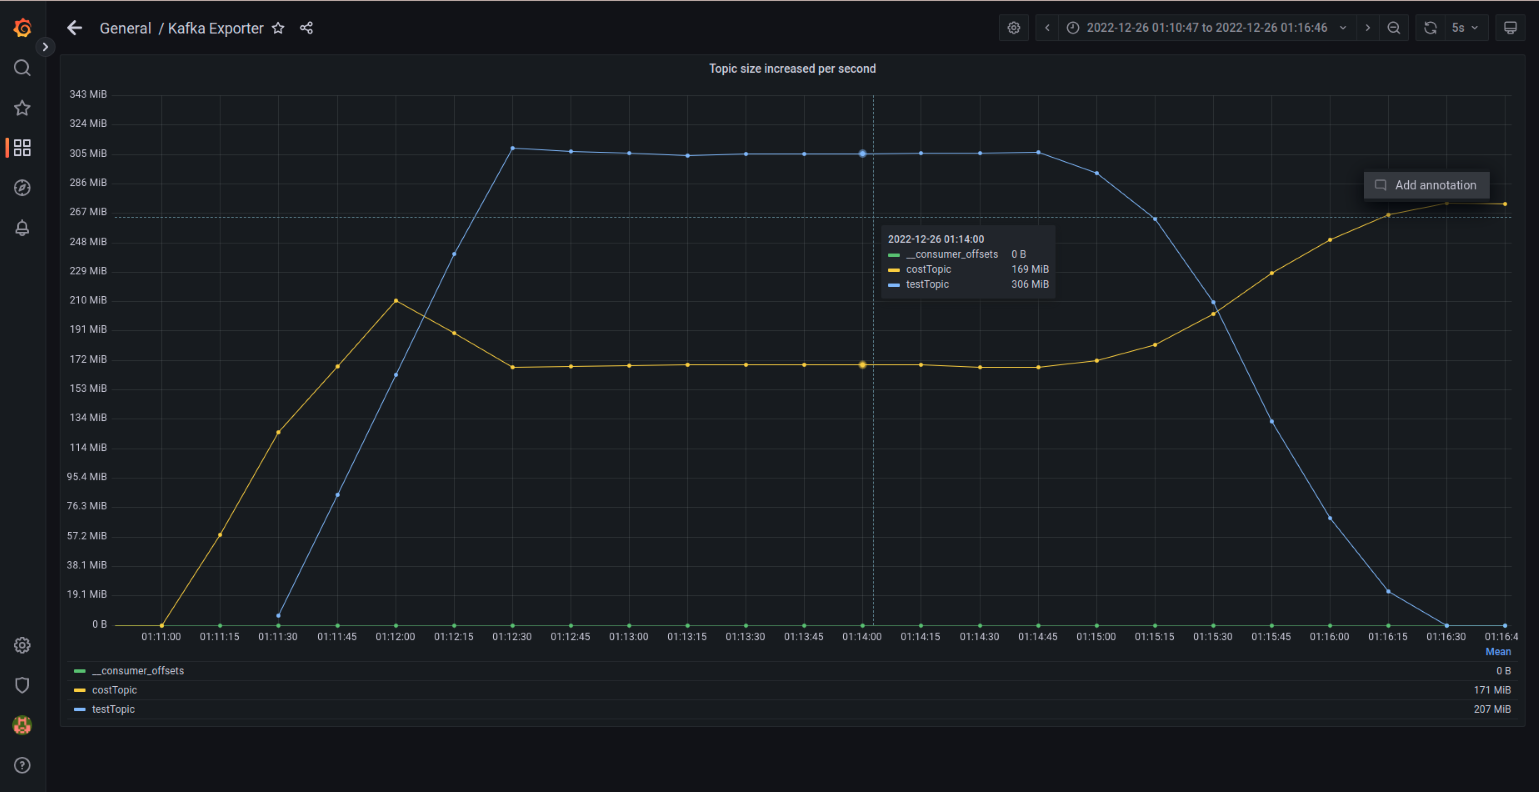 General / Kafka Exporter
2022-12-26 01:10:47 to 2022-12-26 01:16:46
5s
Topic size increased per second
343 MiB
324 MiB
305 MiB
286 MiB
267 MiB
248 MiB
229 MiB
210 MiB
191 MiB
172 MiB
153 MiB
134 MiB
114 MiB
95.4 MiB
76.3 MiB
57.2 MiB
38.1 MiB
19.1 MiB
0 B
Add annotation
2022-12-26 01:14:00
__consumer_offsets 0 B
costTopic 169 MiB
testTopic 306 MiB
01:11:00 01:11:15 01:11:30 01:11:45 01:12:00 01:12:15 01:12:30 01:12:45 01:13:00 01:13:15 01:13:30 01:13:45 01:14:00 01:14:15 01:14:30 01:14:45 01:15:00 01:15:15 01:15:30 01:15:45 01:16:00 01:16:15 01:16:30 01:16:4
Mean
__consumer_offsets 0 B
costTopic 171 MiB
testTopic 207 MiB